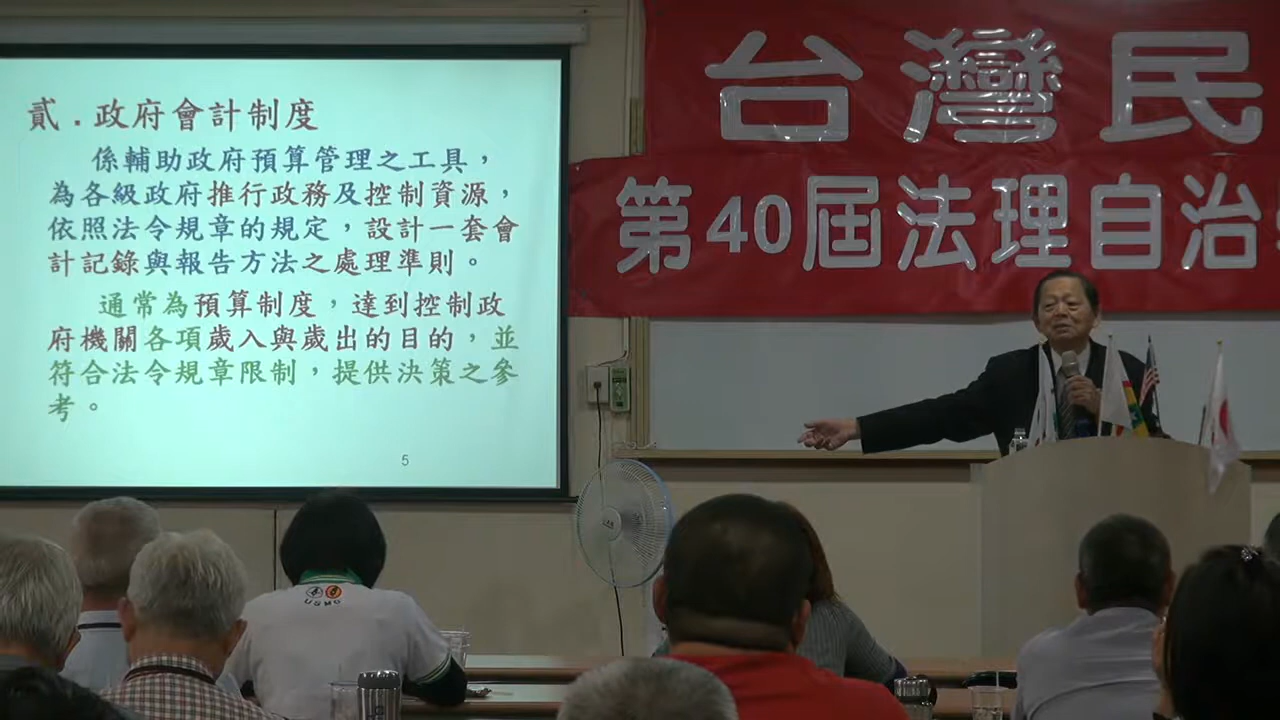 貳．政府會計制度
係輔助政府預算管理之工具，
為各級政府推行政務及控制資源，
依照法令規章的規定，設計一套會
計記錄與報告方法之處理準則。
通常為預算制度，達到控制政
府機關各項歲入與歲出的目的，並
符合法令規章限制，提供決策之參
考。
5
台灣民
第40屆法理自治
USMG